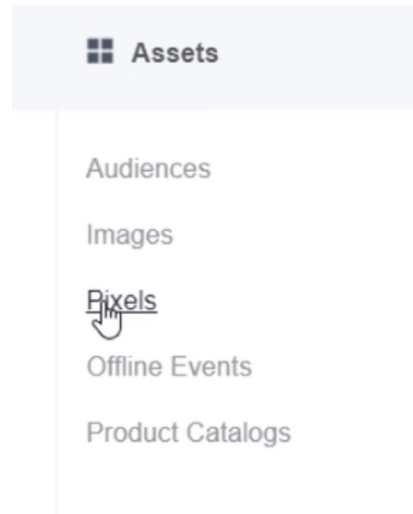 Assets
Audiences
Images
Pixels
Offline Events
Product Catalogs